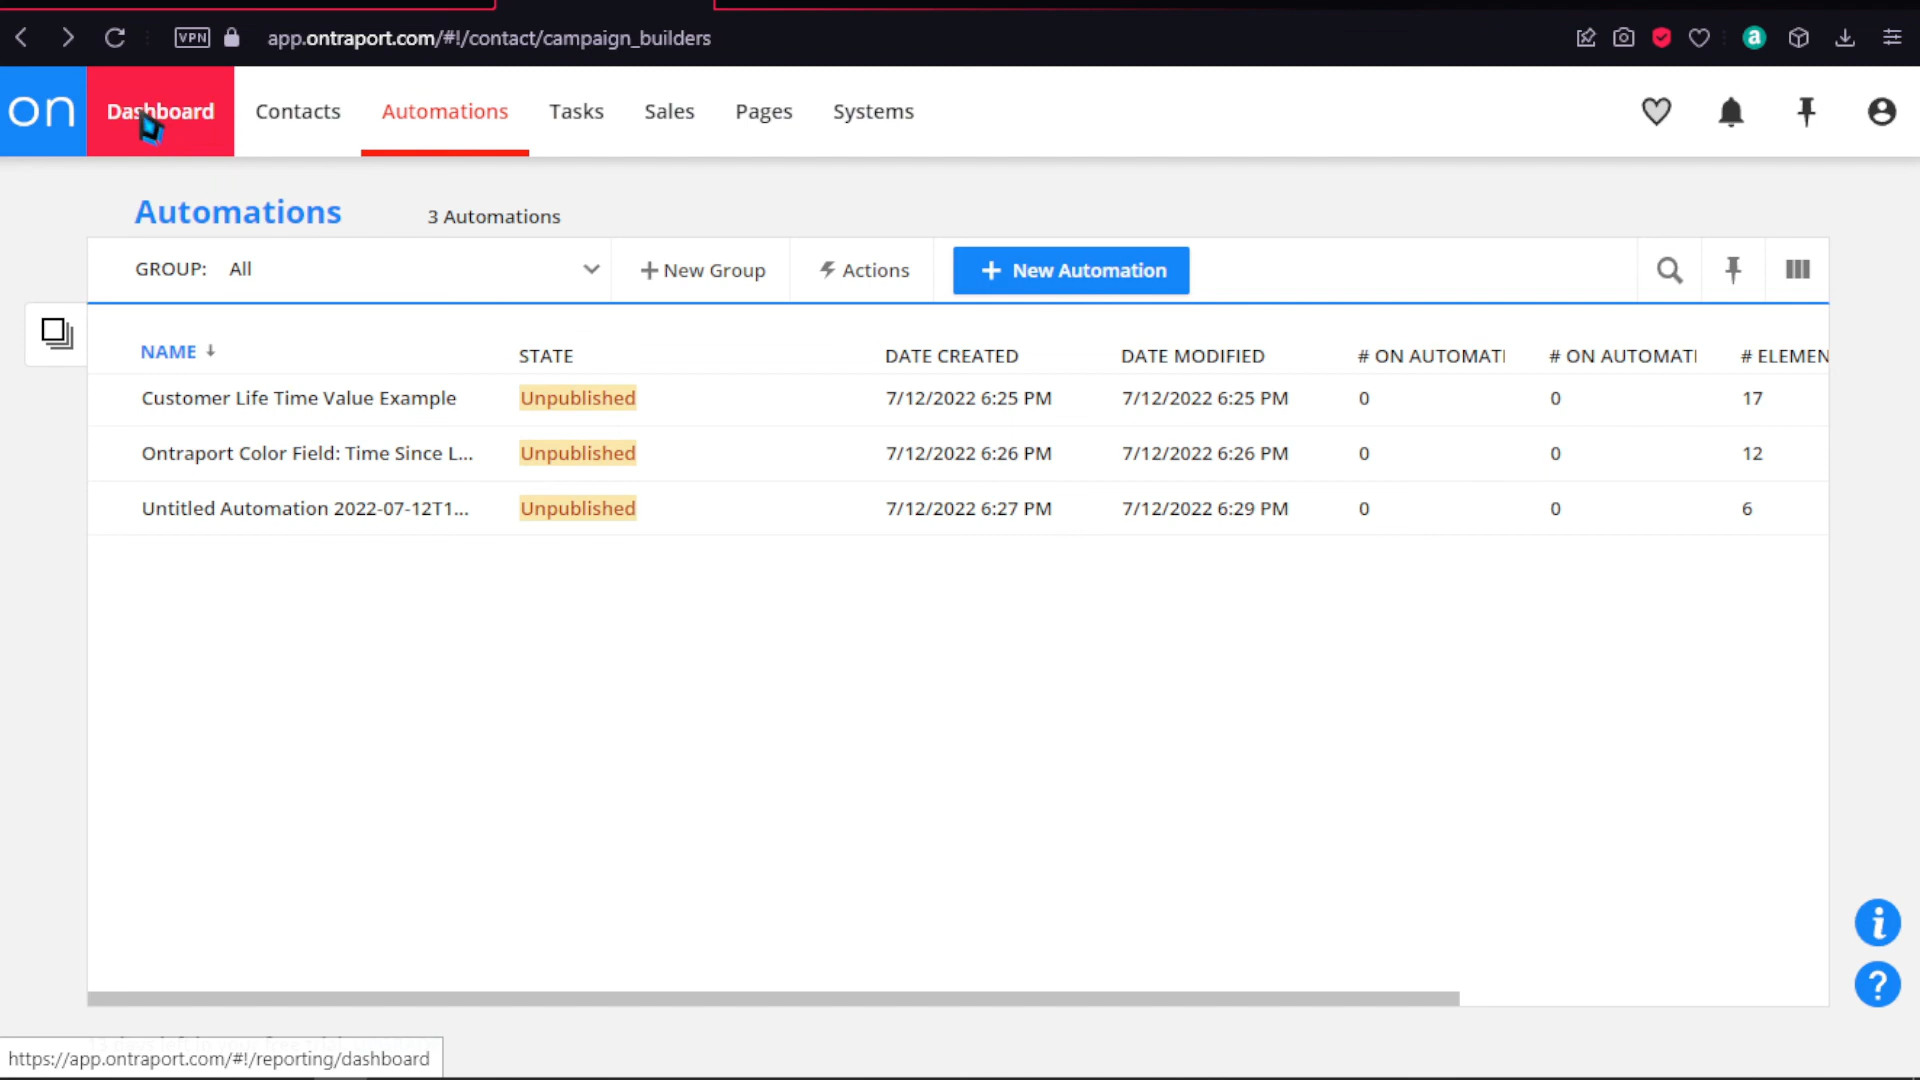 VPN app.ontraport.com/#!/contact/campaign_builders a
on Dashboard Contacts Automations Tasks Sales Pages Systems
Automations 3 Automations
GROUP: All New Group Actions New Automation
NAME STATE DATE CREATED DATE MODIFIED # ON AUTOMATI # ON AUTOMATI # ELEMEN
Customer Life Time Value Example Unpublished 7/12/2022 6:25 PM 7/12/2022 6:25 PM 0 0 17
Ontraport Color Field: Time Since L... Unpublished 7/12/2022 6:26 PM 7/12/2022 6:26 PM 0 0 12
Untitled Automation 2022-07-12T1... Unpublished 7/12/2022 6:27 PM 7/12/2022 6:29 PM 0 0 6
i
?
https://app.ontraport.com/#!/reporting/dashboard